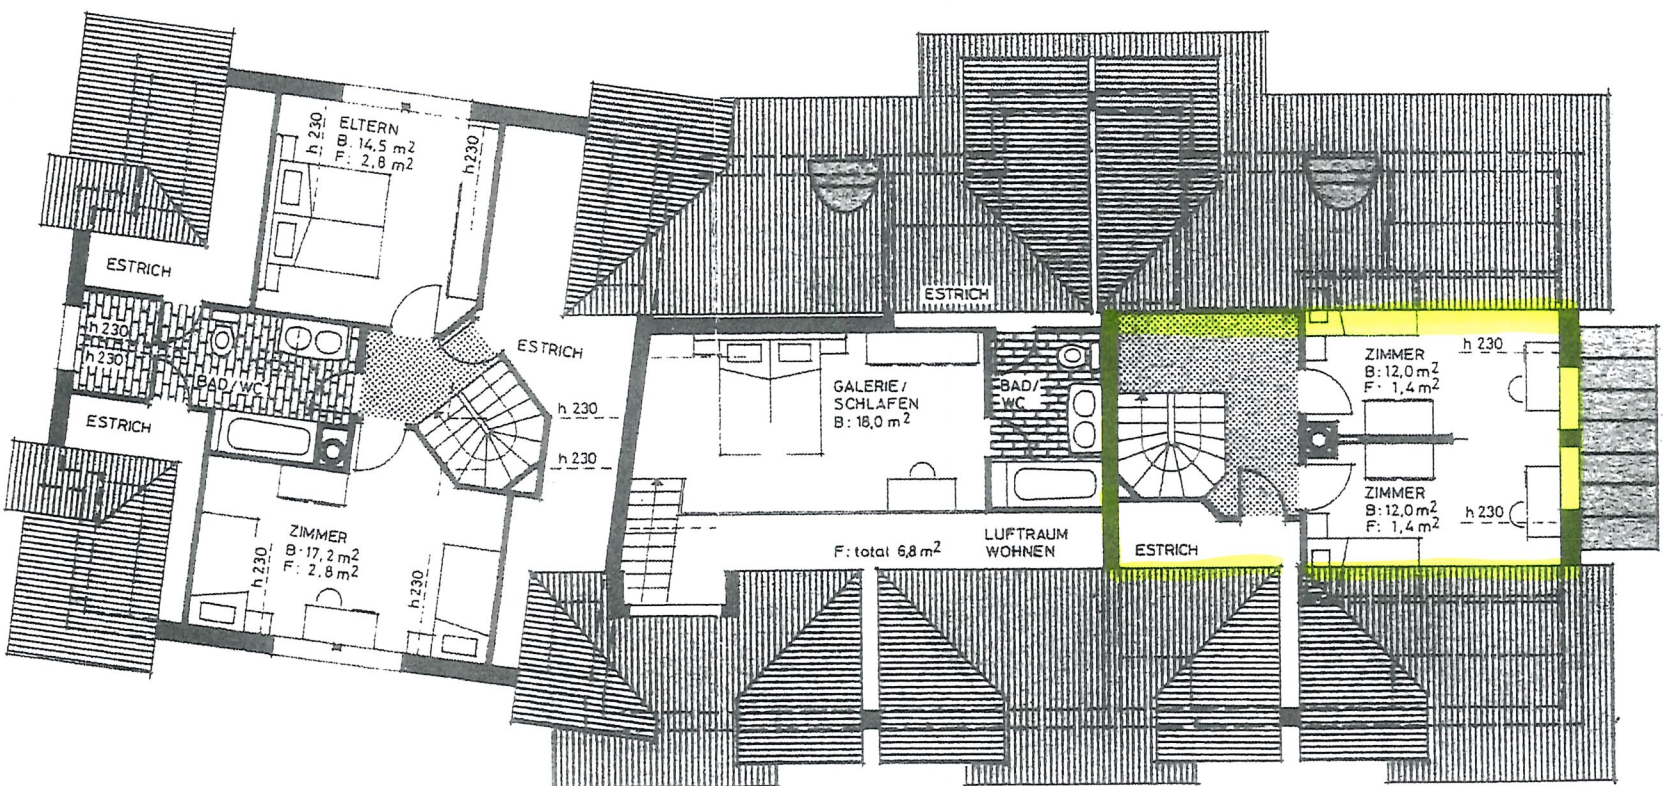 h 230
ELTERN
B. 14,5 m²
F: 2,8 m²
h 230
ESTRICH
h 230
h 230
BAD/WC
ESTRICH
ESTRICH
h 230
h 230
ZIMMER
B: 17,2 m²
F: 2,8 m²
h 230
h 230
ESTRICH
GALERIE /
SCHLAFEN
B: 18,0 m²
BAD/
WC
F: total 6,8 m²
LUFTRAUM
WOHNEN
ESTRICH
ZIMMER
B: 12,0 m²
F: 1,4 m²
h 230
ZIMMER
B: 12,0 m²
F: 1,4 m²
h 230